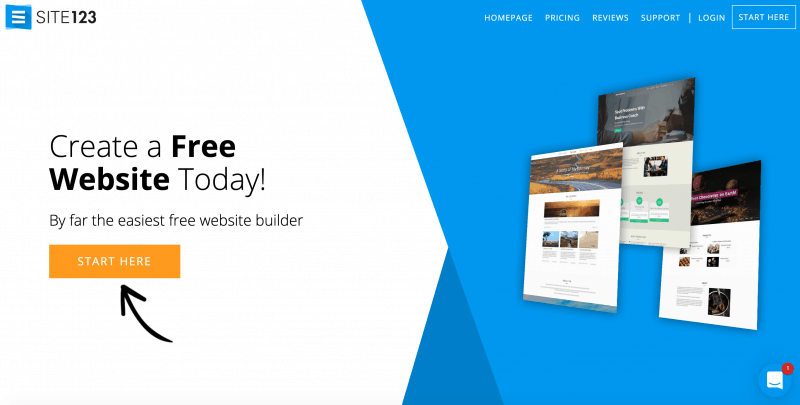 SITE123
HOMEPAGE PRICING REVIEWS SUPPORT | LOGIN START HERE
Create a Free
Website Today!
By far the easiest free website builder
START HERE
1